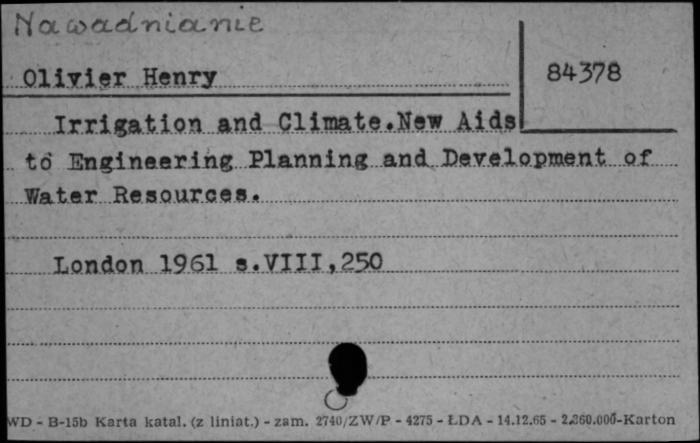 Nawadnianie
Olivier Henry
84378
Irrigation and Climate.New Aids
to Engineering Planning and Development of
Water Resources.
London 1961 s.VIII,250
WD - B-15b Karta katal. (z liniat.) - zam. 2740/ZW/P - 4275 - ŁDA - 14.12.65 - 2.360.000-Karton